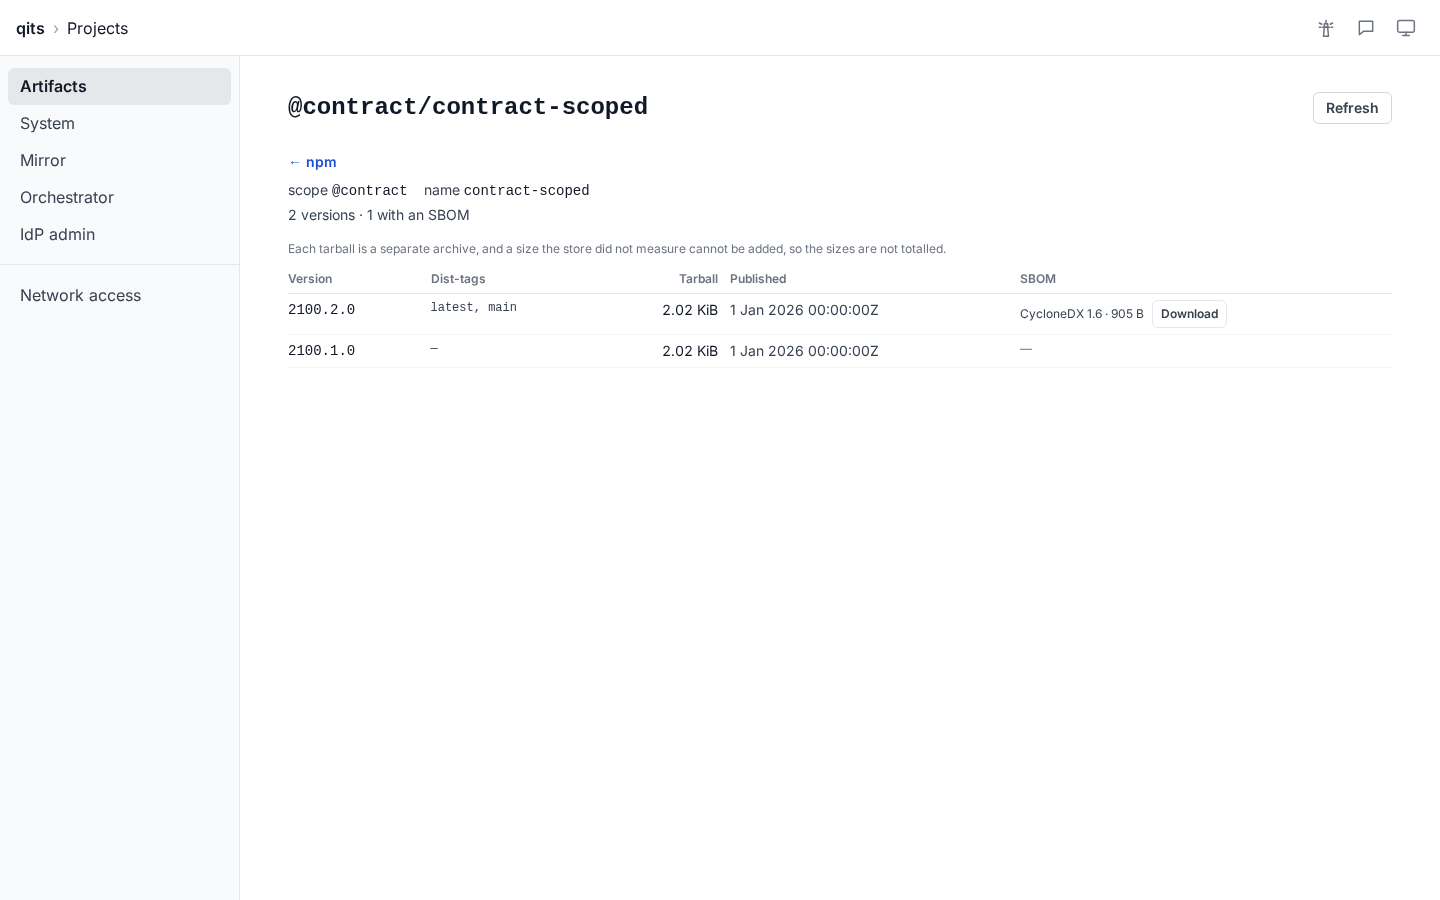 qits › Projects
Artifacts
System
Mirror
Orchestrator
IdP admin
Network access
@contract/contract-scoped
Refresh
← npm
scope @contract name contract-scoped
2 versions · 1 with an SBOM
Each tarball is a separate archive, and a size the store did not measure cannot be added, so the sizes are not totalled.
Version Dist-tags Tarball Published SBOM
2100.2.0 latest, main 2.02 KiB 1 Jan 2026 00:00:00Z CycloneDX 1.6 · 905 B Download
2100.1.0 — 2.02 KiB 1 Jan 2026 00:00:00Z —